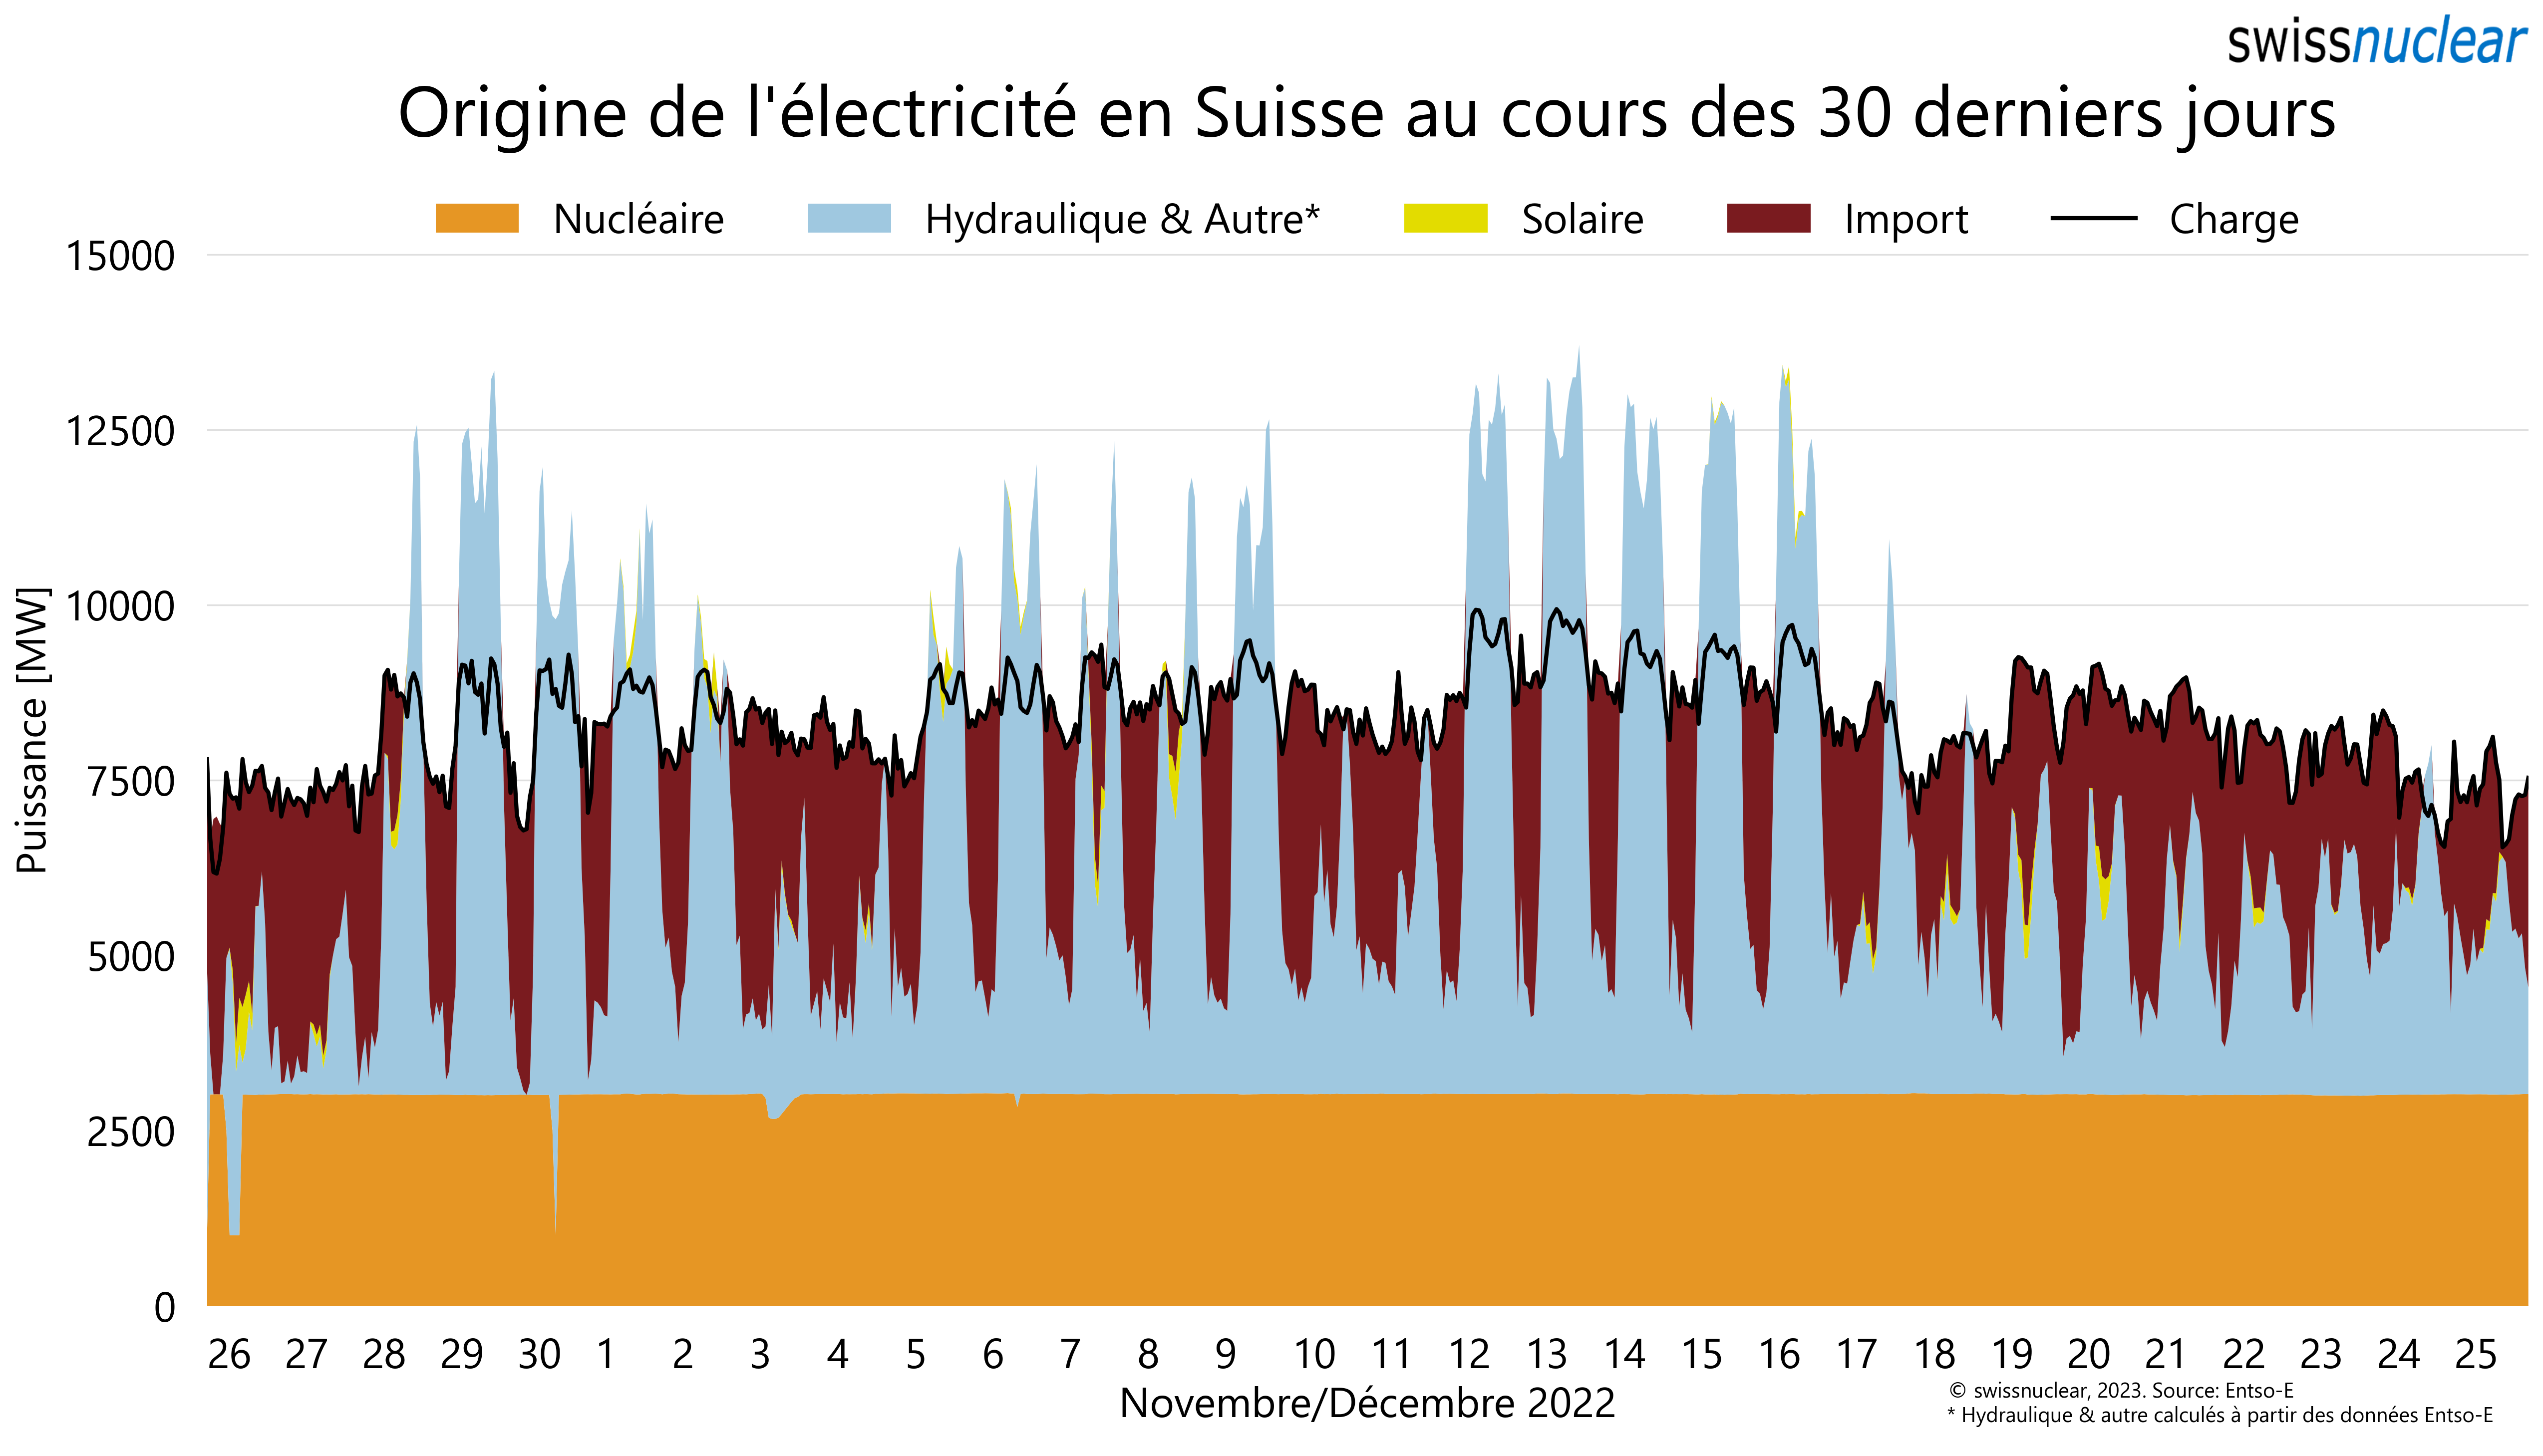 swissnuclear
Origine de l'électricité en Suisse au cours des 30 derniers jours
Nucléaire Hydraulique & Autre* Solaire Import Charge
15000
12500
10000
7500
5000
2500
0
Puissance [MW]
26 27 28 29 30 1 2 3 4 5 6 7 8 9 10 11 12 13 14 15 16 17 18 19 20 21 22 23 24 25
Novembre/Décembre 2022
© swissnuclear, 2023. Source: Entso-E
* Hydraulique & autre calculés à partir des données Entso-E